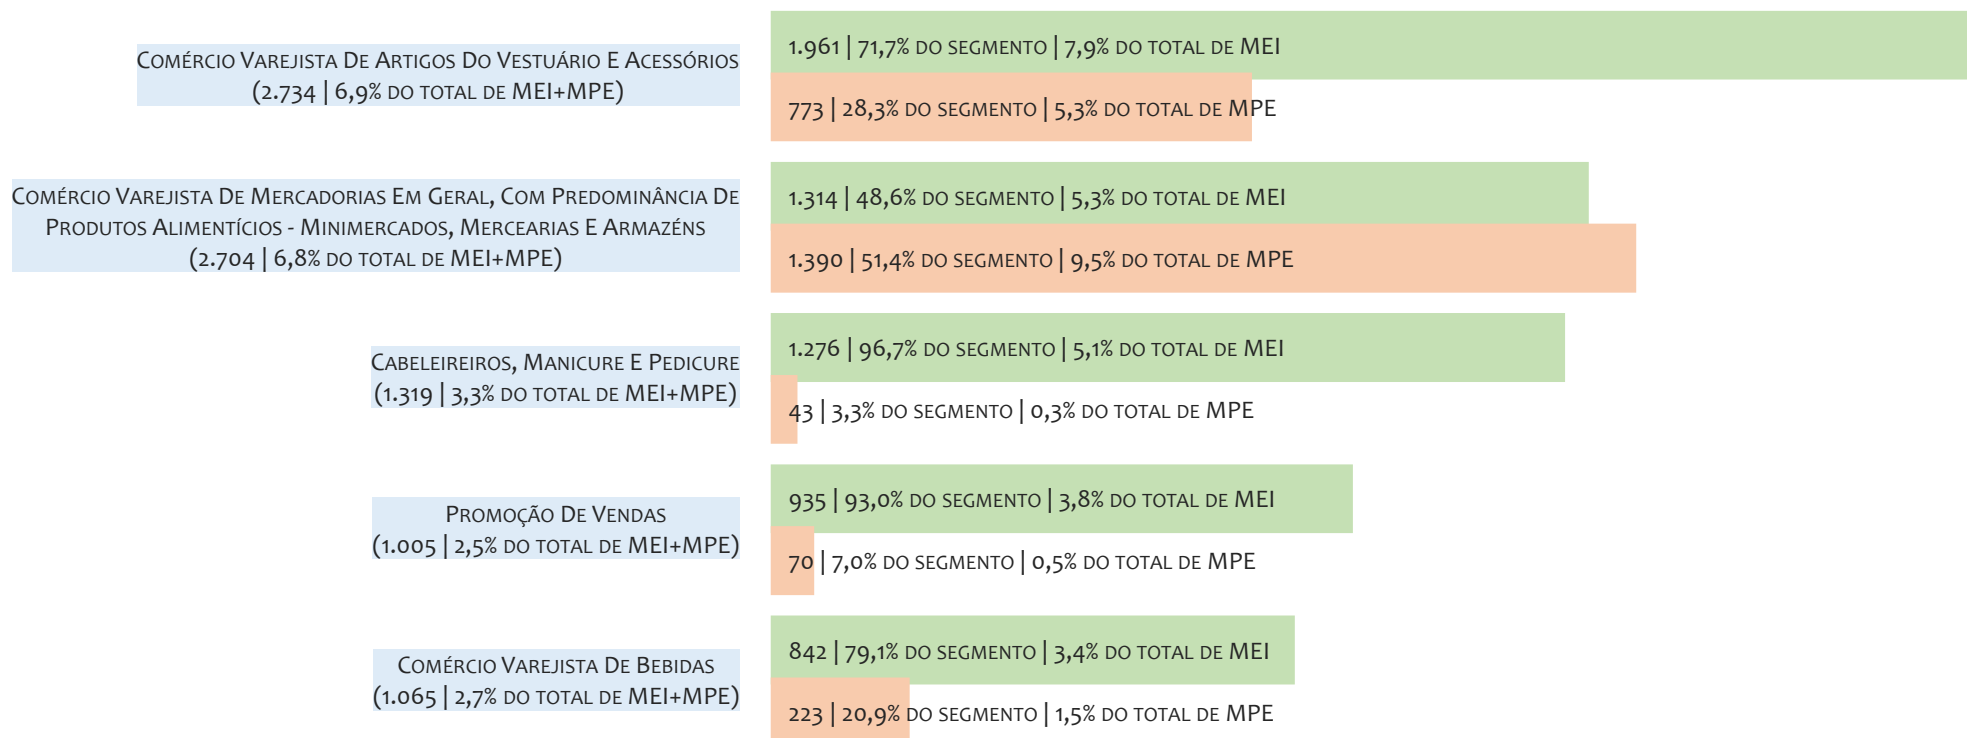 Comércio Varejista De Artigos Do Vestuário E Acessórios
(2.734 | 6,9% do total de MEI+MPE)
1.961 | 71,7% do segmento | 7,9% do total de MEI
773 | 28,3% do segmento | 5,3% do total de MPE
Comércio Varejista De Mercadorias Em Geral, Com Predominância De
Produtos Alimentícios - Minimercados, Mercearias E Armazéns
(2.704 | 6,8% do total de MEI+MPE)
1.314 | 48,6% do segmento | 5,3% do total de MEI
1.390 | 51,4% do segmento | 9,5% do total de MPE
Cabeleireiros, Manicure E Pedicure
(1.319 | 3,3% do total de MEI+MPE)
1.276 | 96,7% do segmento | 5,1% do total de MEI
43 | 3,3% do segmento | 0,3% do total de MPE
Promoção De Vendas
(1.005 | 2,5% do total de MEI+MPE)
935 | 93,0% do segmento | 3,8% do total de MEI
70 | 7,0% do segmento | 0,5% do total de MPE
Comércio Varejista De Bebidas
(1.065 | 2,7% do total de MEI+MPE)
842 | 79,1% do segmento | 3,4% do total de MEI
223 | 20,9% do segmento | 1,5% do total de MPE